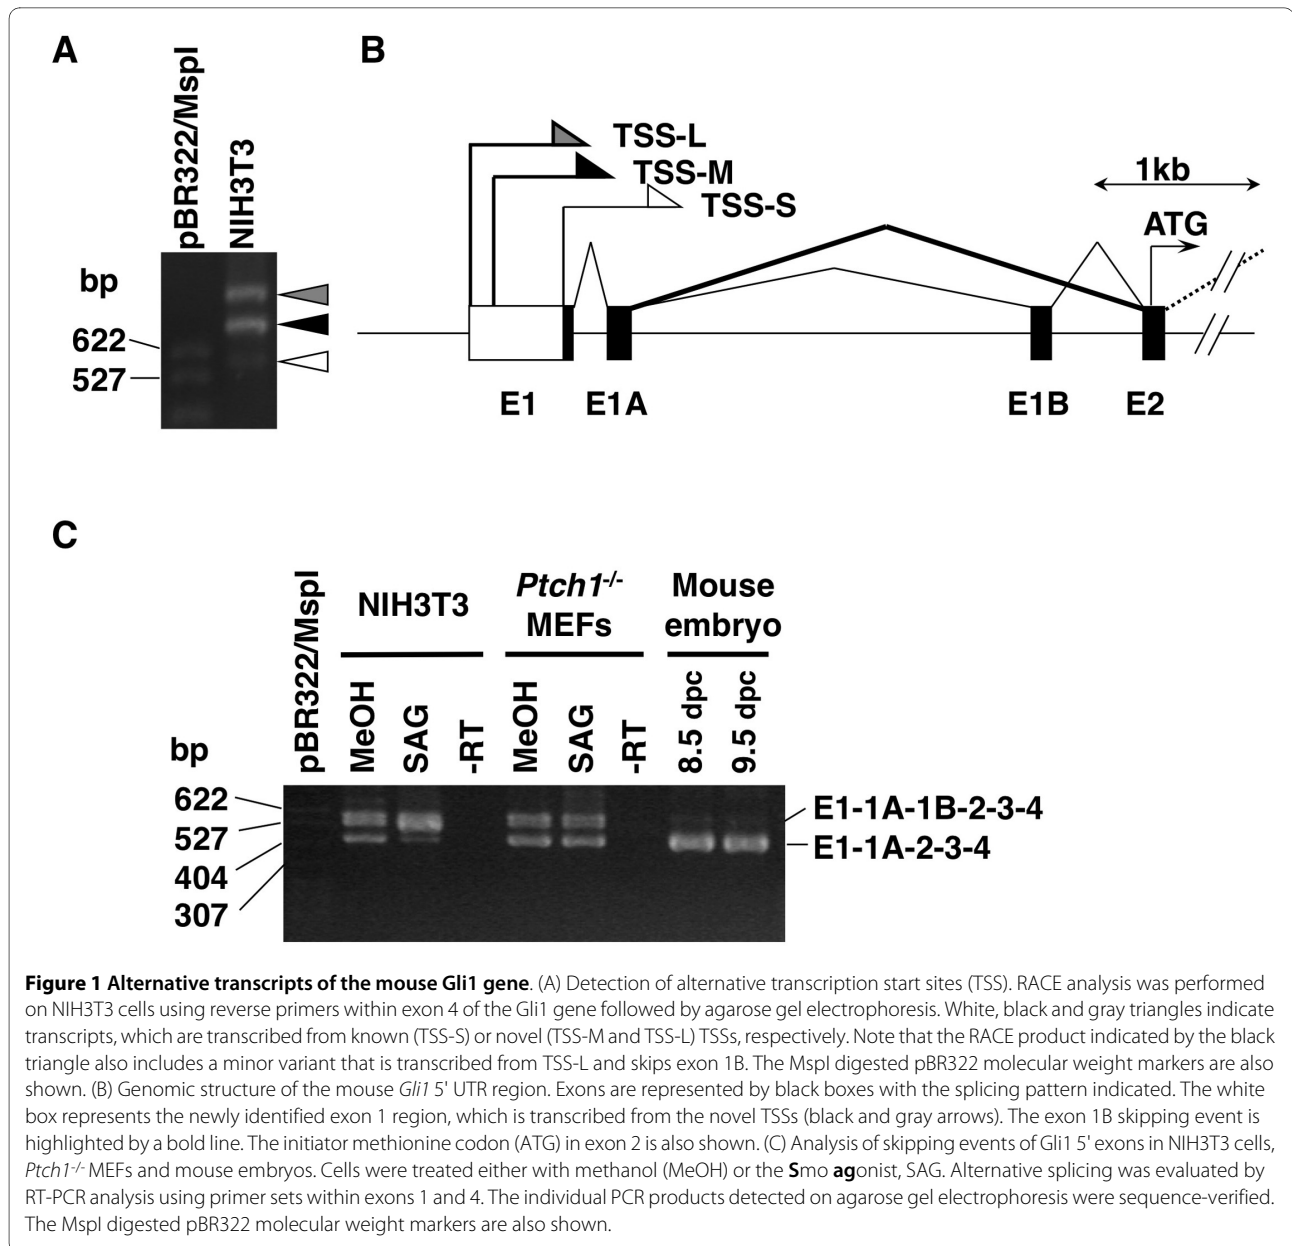 A
B
pBR322/MspI
NIH3T3
bp
622
527
TSS-L
TSS-M
TSS-S
1kb
ATG
E1
E1A
E1B
E2
C
pBR322/MspI
NIH3T3
Ptch1-/-
MEFs
Mouse
embryo
MeOH
SAG
-RT
MeOH
SAG
-RT
8.5 dpc
9.5 dpc
bp
622
527
404
307
E1-1A-1B-2-3-4
E1-1A-2-3-4
Figure 1 Alternative transcripts of the mouse Gli1 gene. (A) Detection of alternative transcription start sites (TSS). RACE analysis was performed
on NIH3T3 cells using reverse primers within exon 4 of the Gli1 gene followed by agarose gel electrophoresis. White, black and gray triangles indicate
transcripts, which are transcribed from known (TSS-S) or novel (TSS-M and TSS-L) TSSs, respectively. Note that the RACE product indicated by the black
triangle also includes a minor variant that is transcribed from TSS-L and skips exon 1B. The MspI digested pBR322 molecular weight markers are also
shown. (B) Genomic structure of the mouse Gli1 5' UTR region. Exons are represented by black boxes with the splicing pattern indicated. The white
box represents the newly identified exon 1 region, which is transcribed from the novel TSSs (black and gray arrows). The exon 1B skipping event is
highlighted by a bold line. The initiator methionine codon (ATG) in exon 2 is also shown. (C) Analysis of skipping events of Gli1 5' exons in NIH3T3 cells,
Ptch1-/- MEFs and mouse embryos. Cells were treated either with methanol (MeOH) or the Smo agonist, SAG. Alternative splicing was evaluated by
RT-PCR analysis using primer sets within exons 1 and 4. The individual PCR products detected on agarose gel electrophoresis were sequence-verified.
The MspI digested pBR322 molecular weight markers are also shown.